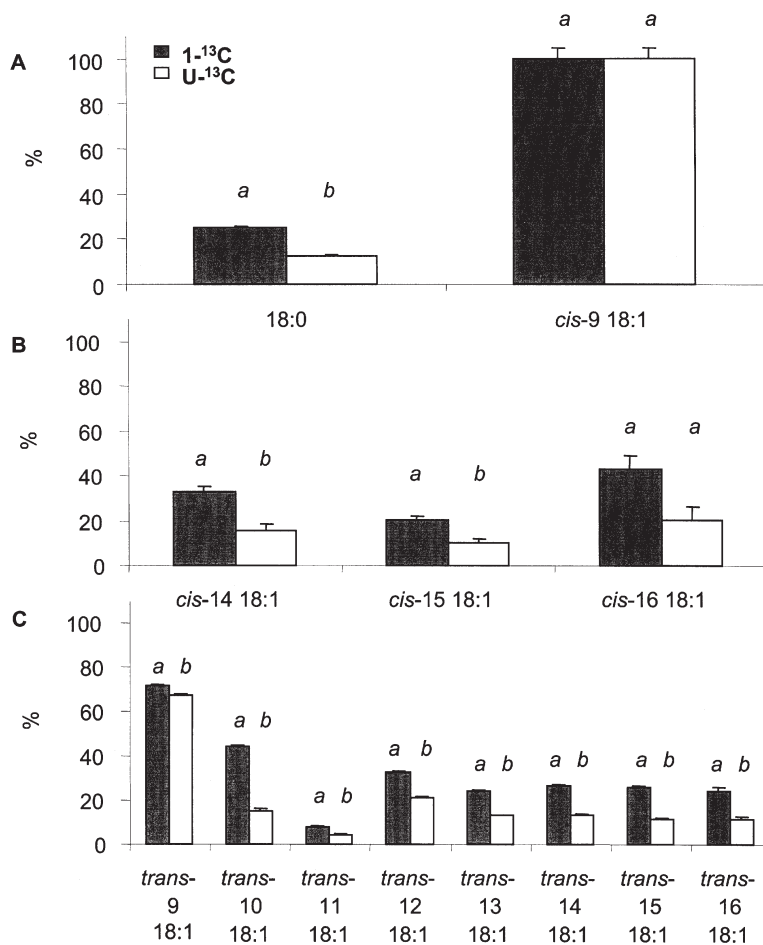 A
%
100
80
60
40
20
0
1-¹³C
U-¹³C
a b
a a
18:0 cis-9 18:1
B
%
100
80
60
40
20
0
a b
a b
a a
cis-14 18:1 cis-15 18:1 cis-16 18:1
C
%
100
80
60
40
20
0
a b
a b
a b
a b
a b
a b
a b
a b
trans- trans- trans- trans- trans- trans- trans- trans-
9 10 11 12 13 14 15 16
18:1 18:1 18:1 18:1 18:1 18:1 18:1 18:1